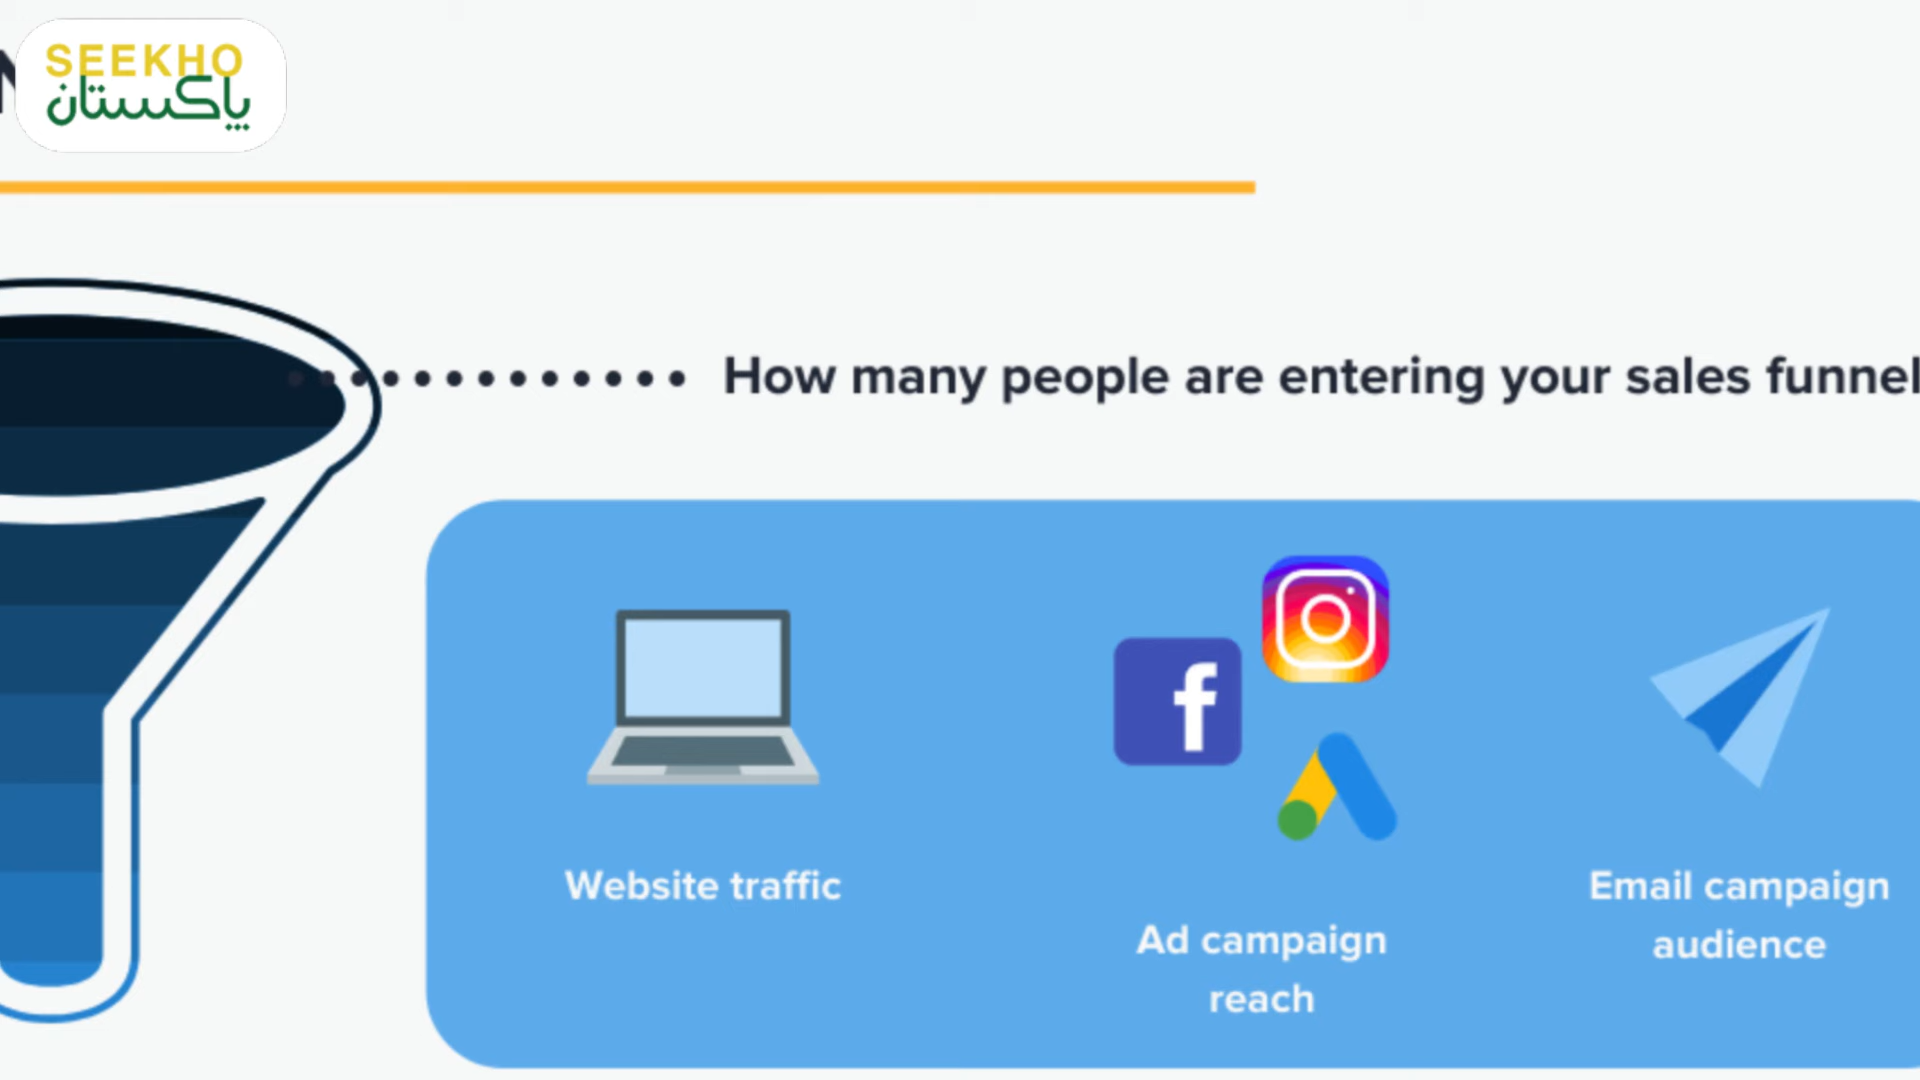 SEEKHO
پاکستان
How many people are entering your sales funnel
Website traffic
Ad campaign
reach
Email campaign
audience